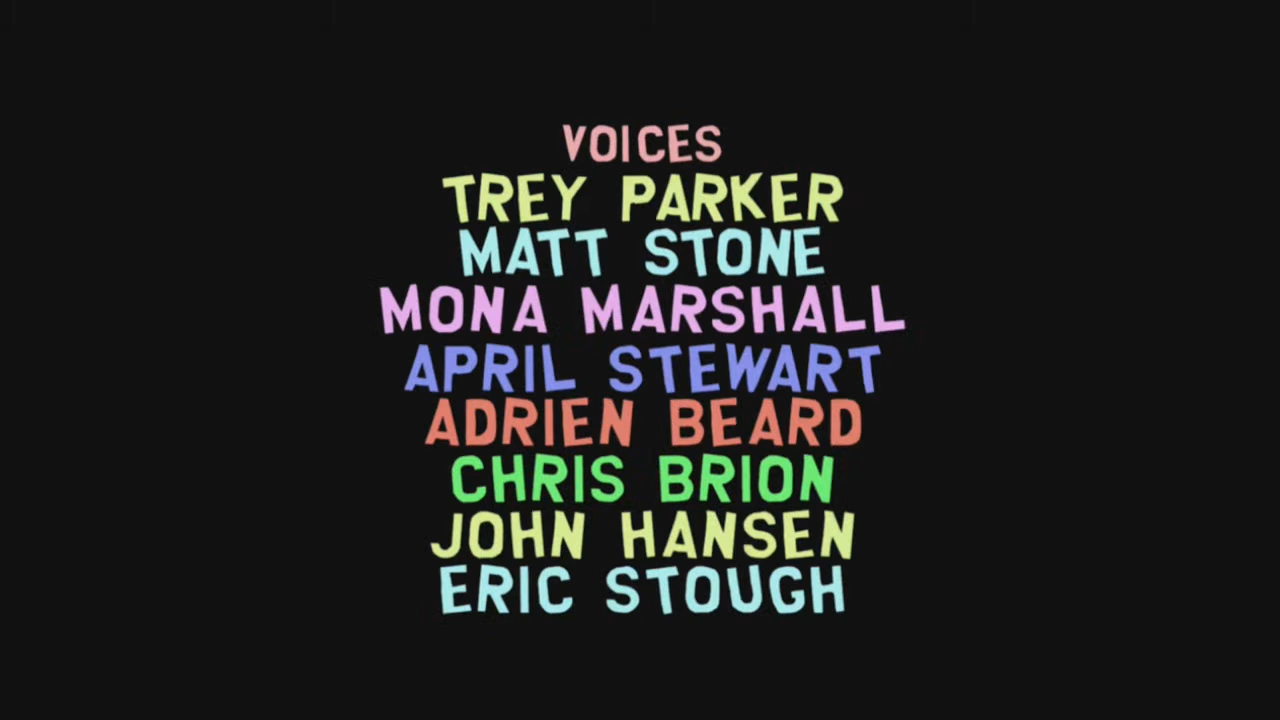 VOICES
TREY PARKER
MATT STONE
MONA MARSHALL
APRIL STEWART
ADRIEN BEARD
CHRIS BRION
JOHN HANSEN
ERIC STOUGH